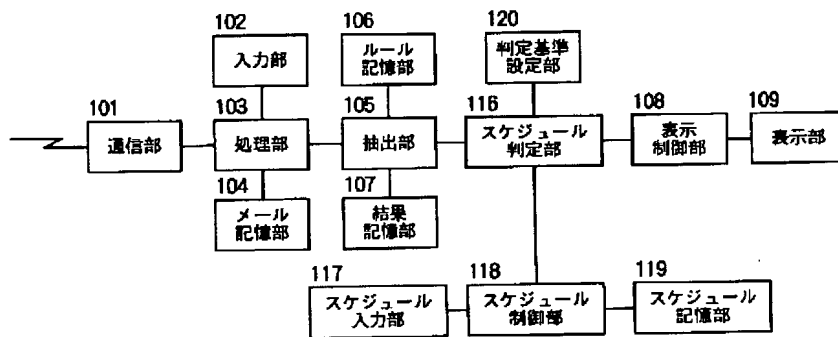 102
入力部
106
ルール
記憶部
120
判定基準
設定部
101
通信部
103
処理部
105
抽出部
116
スケジュール
判定部
108
表示
制御部
109
表示部
104
メール
記憶部
107
結果
記憶部
117
スケジュール
入力部
118
スケジュール
制御部
119
スケジュール
記憶部